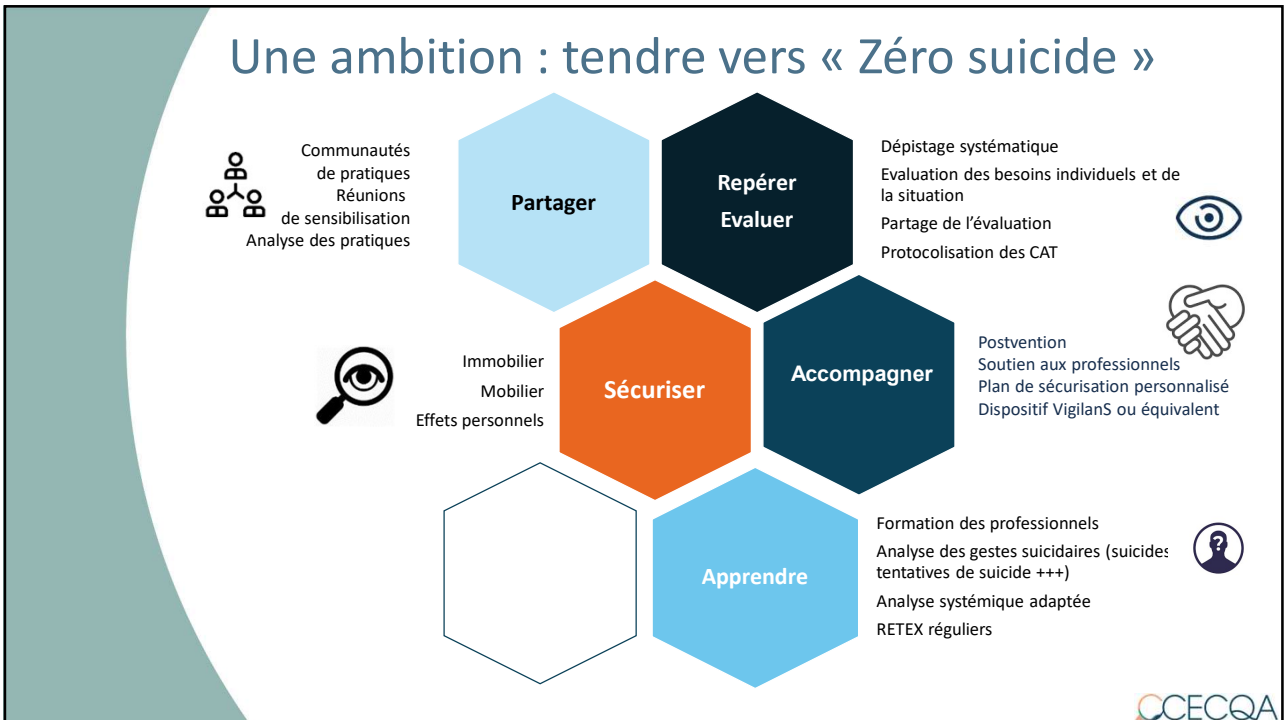 Une ambition : tendre vers « Zéro suicide »
Communautés
de pratiques
Réunions
de sensibilisation
Analyse des pratiques
Partager
Repérer
Evaluer
Dépistage systématique
Evaluation des besoins individuels et de
la situation
Partage de l’évaluation
Protocolisation des CAT
Immobilier
Mobilier
Effets personnels
Sécuriser
Accompagner
Postvention
Soutien aux professionnels
Plan de sécurisation personnalisé
Dispositif VigilanS ou équivalent
Apprendre
Formation des professionnels
Analyse des gestes suicidaires (suicides
tentatives de suicide +++)
Analyse systémique adaptée
RETEX réguliers
?
CCECQA